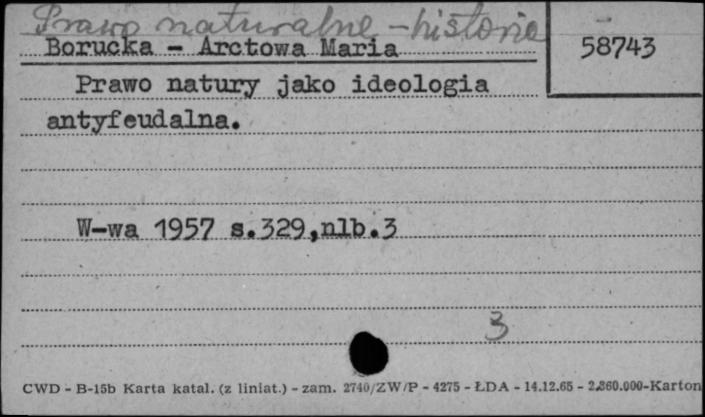 Prawo naturalne - historia
Borucka - Arctowa Maria
58743
Prawo natury jako ideologia
antyfeudalna.
W-wa 1957 s.329,nlb.3
3
CWD - B-15b Karta katal. (z liniat.) - zam. 2740/ZW/P - 4275 - ŁDA - 14.12.65 - 2.860.000-Karton